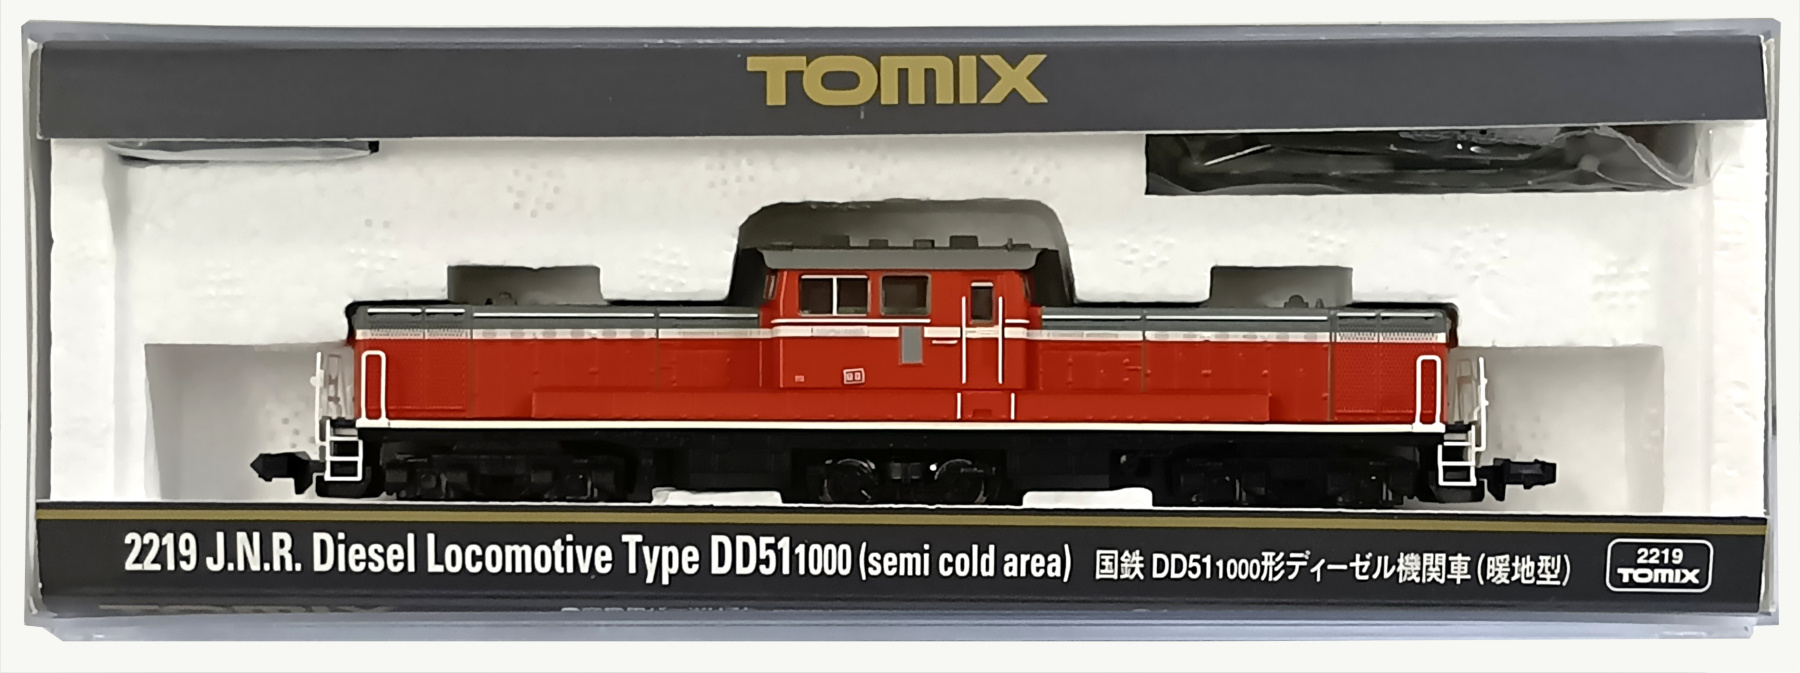 TOMIX
2219 J.N.R. Diesel Locomotive Type DD511000 (semi cold area) 国鉄 DD511000形ディーゼル機関車 (暖地型)
2219
TOMIX